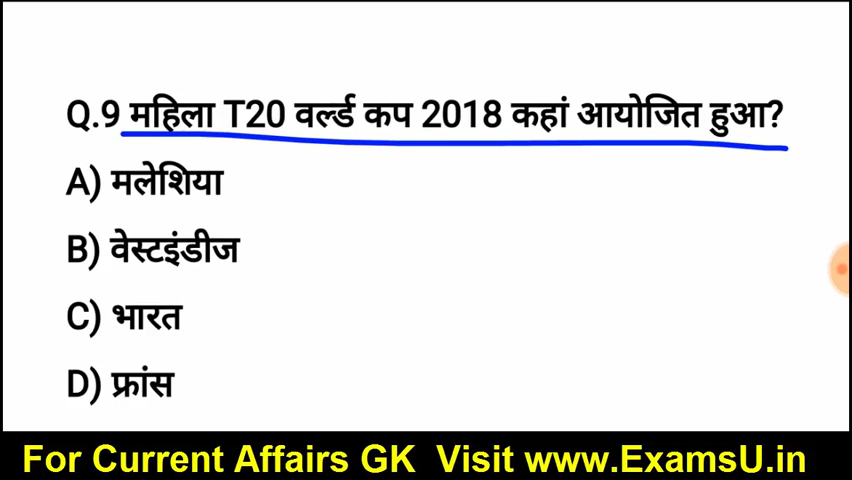 Q.9 महिला T20 वर्ल्ड कप 2018 कहां आयोजित हुआ?
A) मलेशिया
B) वेस्टइंडीज
C) भारत
D) फ्रांस
For Current Affairs GK Visit www.ExamsU.in